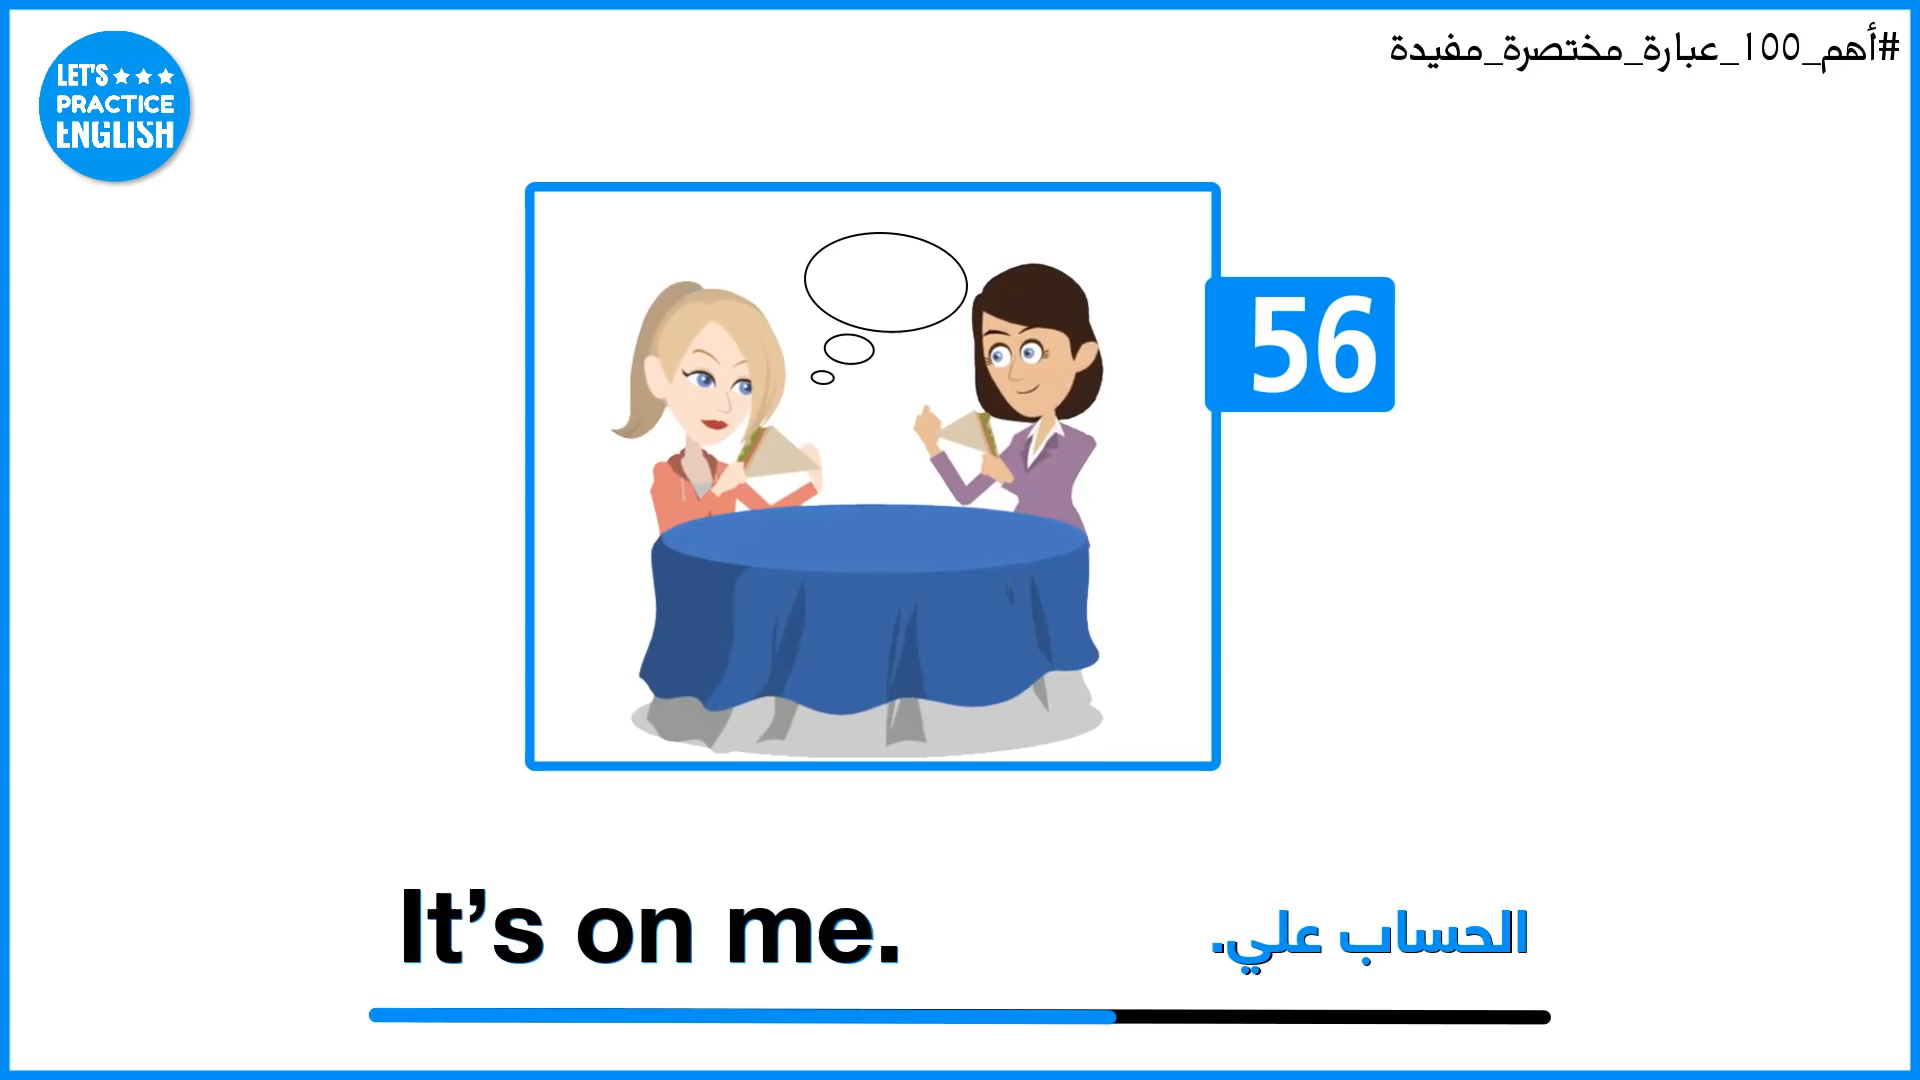 #أهم_100_عبارة_مختصرة_مفيدة
LET'S
PRACTICE
ENGLISH
56
It’s on me.
الحساب علي.